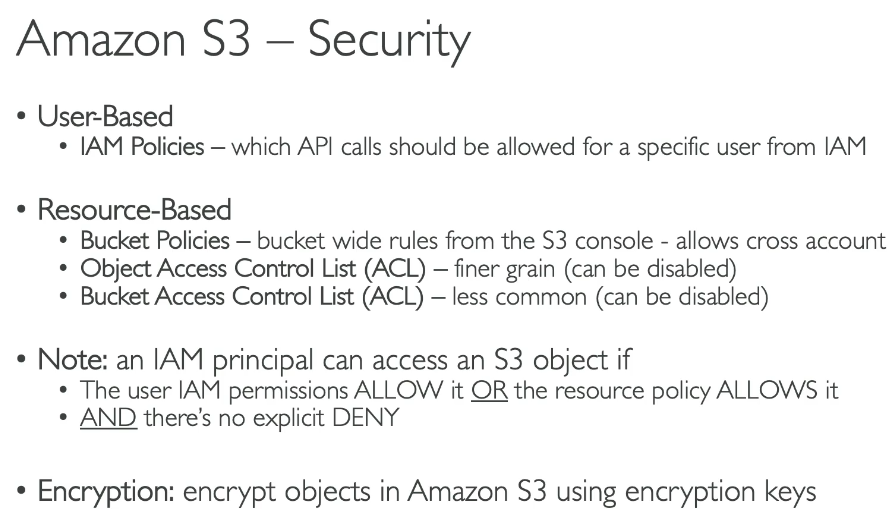 Amazon S3 – Security
• User-Based
• IAM Policies – which API calls should be allowed for a specific user from IAM
• Resource-Based
• Bucket Policies – bucket wide rules from the S3 console - allows cross account
• Object Access Control List (ACL) – finer grain (can be disabled)
• Bucket Access Control List (ACL) – less common (can be disabled)
• Note: an IAM principal can access an S3 object if
• The user IAM permissions ALLOW it OR the resource policy ALLOWS it
• AND there's no explicit DENY
• Encryption: encrypt objects in Amazon S3 using encryption keys